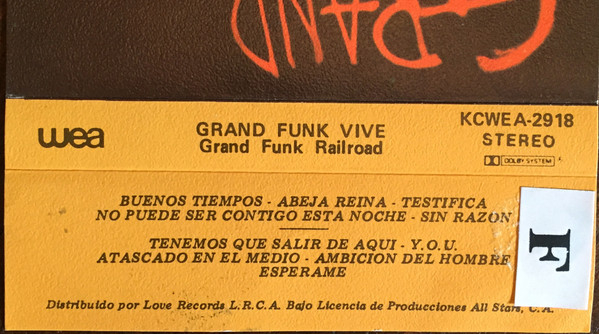 GRAND
wea
GRAND FUNK VIVE
Grand Funk Railroad
KCWEA-2918
STEREO
DOLBY SYSTEM
BUENOS TIEMPOS - ABEJA REINA - TESTIFICA
NO PUEDE SER CONTIGO ESTA NOCHE - SIN RAZON
TENEMOS QUE SALIR DE AQUI - Y.O.U.
ATASCADO EN EL MEDIO - AMBICION DEL HOMBRE
ESPERAME
F
Distribuido por Love Records L.R.C.A. Bajo Licencia de Producciones All Stars, C.A.